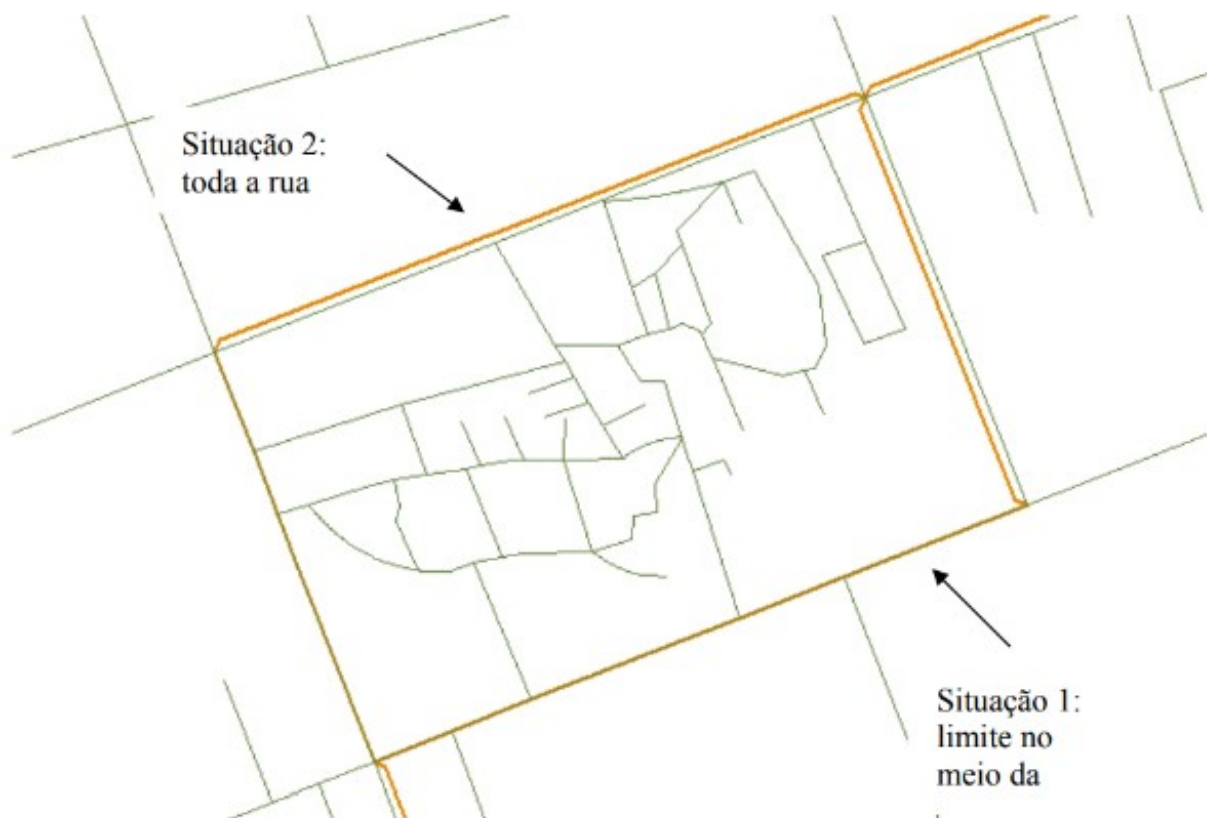 Situação 2:
toda a rua
Situação 1:
limite no
meio da